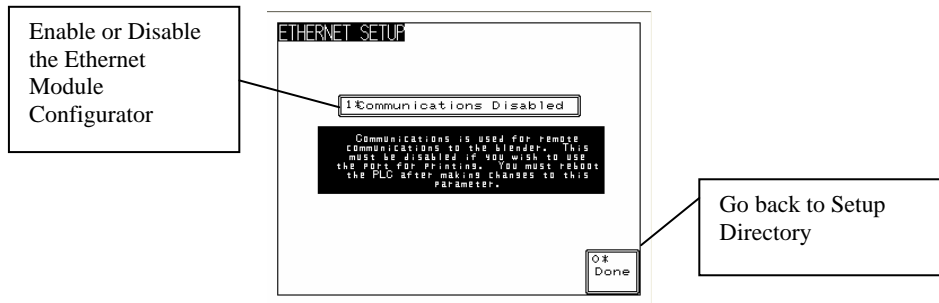 Enable or Disable
the Ethernet
Module
Configurator
ETHERNET SETUP
1*Communications Disabled
Communications is used for remote
communications to the blender. This
must be disabled if you wish to use
the port for printing. You must reboot
the PLC after making changes to this
parameter.
Go back to Setup
Directory
0*
Done